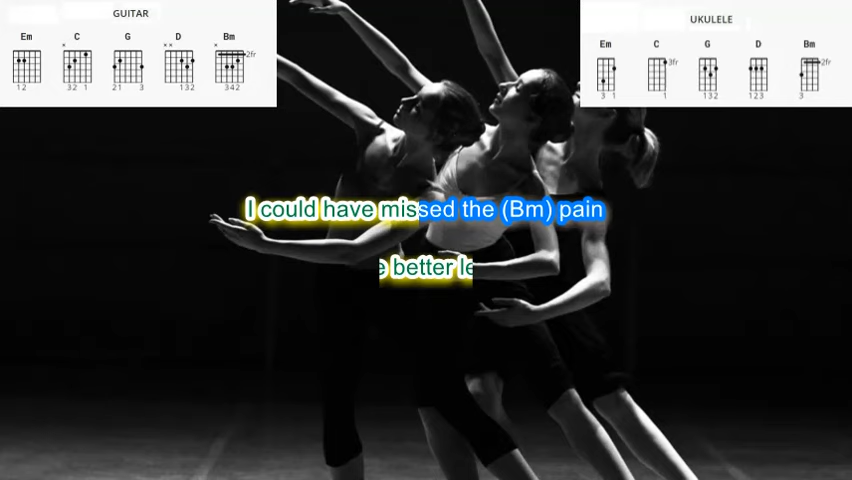 GUITAR
Em C G D Bm
x x xx x
2fr
12 32 1 21 3 132 342
UKULELE
Em C G D Bm
3fr 2fr
3 1 1 132 123 3
I could have missed the (Bm) pain
better